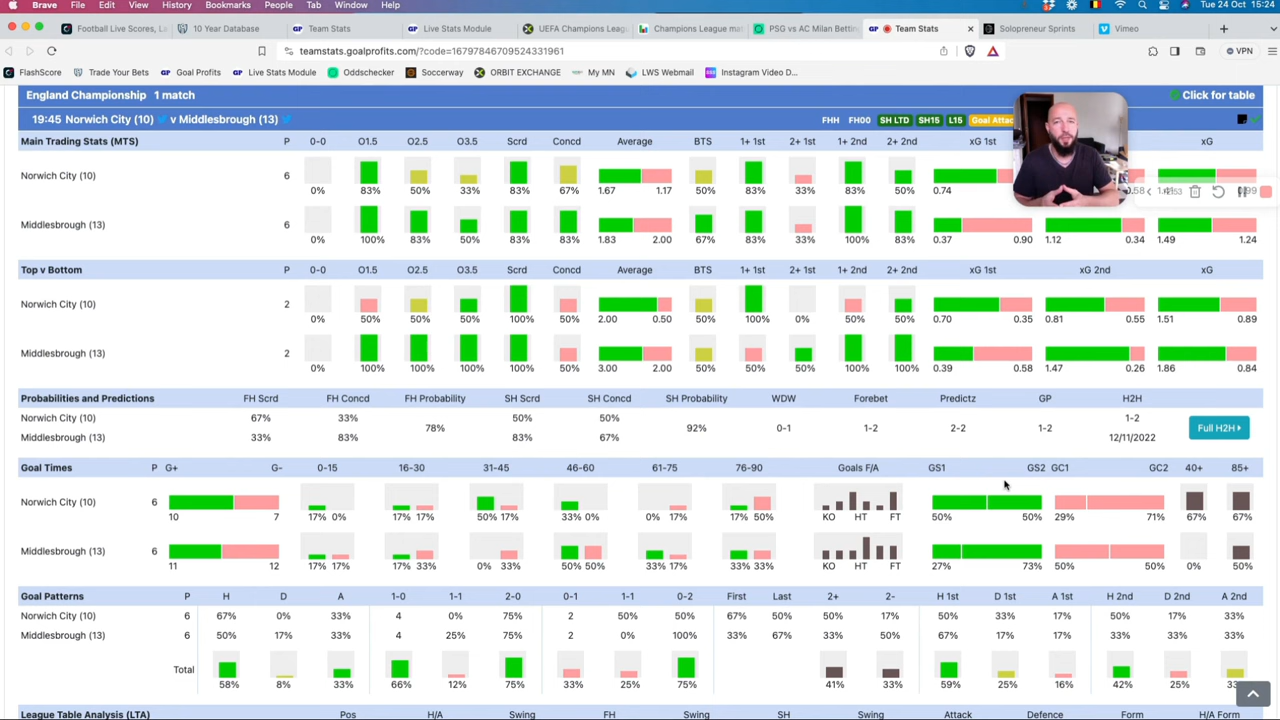 Brave File Edit View History Bookmarks People Tab Window Help Tue 24 Oct 15:24
Football Live Scores, Li 10 Year Database Team Stats Live Stats Module UEFA Champions Leag Champions League mat PSG vs AC Milan Bettin Team Stats Solopreneur Sprints Vimeo
teamstats.goalprofits.com/?code=16797846709524331961 VPN
FlashScore Trade Your Bets Goal Profits Live Stats Module Oddschecker Soccerway ORBIT EXCHANGE My MN LWS Webmail Instagram Video D...
England Championship 1 match Click for table
19:45 Norwich City (10) v Middlesbrough (13) FHH FH00 SH LTD SH15 L15 Goal Attac
Main Trading Stats (MTS) P 0-0 O1.5 O2.5 O3.5 Scrd Concd Average BTS 1+ 1st 2+ 1st 1+ 2nd 2+ 2nd xG 1st xG
Norwich City (10) 6
0% 83% 50% 33% 83% 67% 1.67 1.17 50% 83% 33% 83% 50% 0.74
Middlesbrough (13) 6
0% 100% 83% 50% 83% 83% 1.83 2.00 67% 83% 33% 100% 83% 0.37 0.90 1.12 0.34 1.49 1.24
Top v Bottom P 0-0 O1.5 O2.5 O3.5 Scrd Concd Average BTS 1+ 1st 2+ 1st 1+ 2nd 2+ 2nd xG 1st xG 2nd xG
Norwich City (10) 2
0% 50% 50% 50% 100% 50% 2.00 0.50 50% 100% 0% 50% 50% 0.70 0.35 0.81 0.55 1.51 0.89
Middlesbrough (13) 2
0% 100% 100% 100% 100% 50% 3.00 2.00 50% 50% 50% 100% 100% 0.39 0.58 1.47 0.26 1.86 0.84
Probabilities and Predictions FH Scrd FH Concd FH Probability SH Scrd SH Concd SH Probability WDW Forebet Predictz GP H2H
Norwich City (10) 67% 33% 50% 50% 1-2
78% 92% 0-1 1-2 2-2 1-2 Full H2H
Middlesbrough (13) 33% 83% 83% 67% 12/11/2022
Goal Times P G+ G- 0-15 16-30 31-45 46-60 61-75 76-90 Goals F/A GS1 GS2 GC1 GC2 40+ 85+
Norwich City (10) 6
10 7 17% 0% 17% 17% 50% 17% 33% 0% 0% 17% 17% 50% KO HT FT 50% 50% 29% 71% 67% 67%
Middlesbrough (13) 6
11 12 17% 17% 17% 33% 0% 33% 50% 50% 33% 17% 33% 33% KO HT FT 27% 73% 50% 50% 0% 50%
Goal Patterns P H D A 1-0 1-1 2-0 0-1 1-1 0-2 First Last 2+ 2- H 1st D 1st A 1st H 2nd D 2nd A 2nd
Norwich City (10) 6 67% 0% 33% 4 0% 75% 2 50% 50% 67% 50% 50% 17% 50% 33% 17% 50% 17% 33%
Middlesbrough (13) 6 50% 17% 33% 4 25% 75% 2 0% 100% 33% 67% 33% 50% 67% 17% 17% 33% 33% 33%
Total
58% 8% 33% 66% 12% 75% 33% 25% 75% 41% 33% 59% 25% 16% 42% 25%
League Table Analysis (LTA) Pos H/A Swing FH Swing SH Swing Attack Defence Form H/A Form